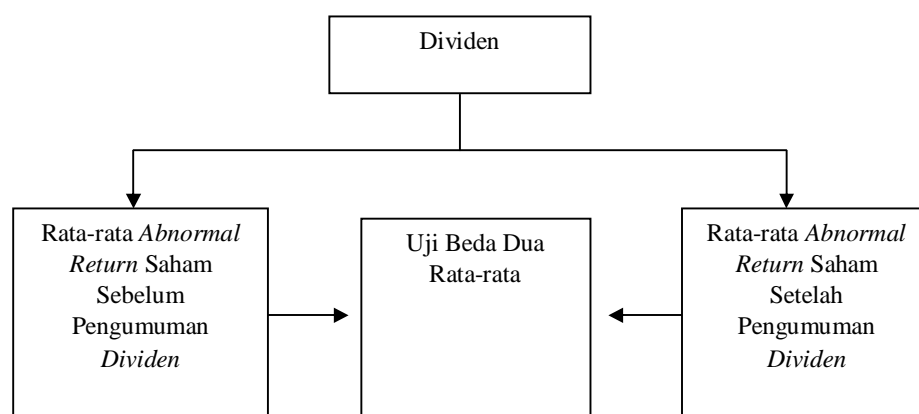 Dividen
Rata-rata Abnormal
Return Saham
Sebelum
Pengumuman
Dividen
Uji Beda Dua
Rata-rata
Rata-rata Abnormal
Return Saham
Setelah
Pengumuman
Dividen